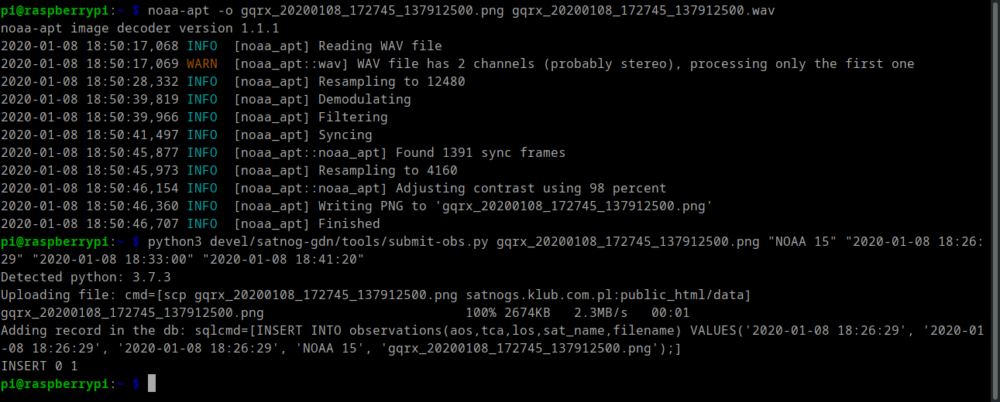 pi@raspberrypi:~ $ noaa-apt -o gqrx_20200108_172745_137912500.png gqrx_20200108_172745_137912500.wav
noaa-apt image decoder version 1.1.1
2020-01-08 18:50:17,068 INFO  [noaa_apt] Reading WAV file
2020-01-08 18:50:17,069 WARN  [noaa_apt::wav] WAV file has 2 channels (probably stereo), processing only the first one
2020-01-08 18:50:28,332 INFO  [noaa_apt] Resampling to 12480
2020-01-08 18:50:39,819 INFO  [noaa_apt] Demodulating
2020-01-08 18:50:39,966 INFO  [noaa_apt] Filtering
2020-01-08 18:50:41,497 INFO  [noaa_apt] Syncing
2020-01-08 18:50:45,877 INFO  [noaa_apt::noaa_apt] Found 1391 sync frames
2020-01-08 18:50:45,973 INFO  [noaa_apt] Resampling to 4160
2020-01-08 18:50:46,154 INFO  [noaa_apt::noaa_apt] Adjusting contrast using 98 percent
2020-01-08 18:50:46,360 INFO  [noaa_apt] Writing PNG to 'gqrx_20200108_172745_137912500.png'
2020-01-08 18:50:46,707 INFO  [noaa_apt] Finished
pi@raspberrypi:~ $ python3 devel/satnog-gdn/tools/submit-obs.py gqrx_20200108_172745_137912500.png "NOAA 15" "2020-01-08 18:26:
29" "2020-01-08 18:33:00" "2020-01-08 18:41:20"
Detected python: 3.7.3
Uploading file: cmd=[scp gqrx_20200108_172745_137912500.png satnogs.klub.com.pl:public_html/data]
gqrx_20200108_172745_137912500.png                          100% 2674KB   2.3MB/s   00:01
Adding record in the db: sqlcmd=[INSERT INTO observations(aos,tca,los,sat_name,filename) VALUES('2020-01-08 18:26:29', '2020-01
-08 18:26:29', '2020-01-08 18:26:29', 'NOAA 15', 'gqrx_20200108_172745_137912500.png');]
INSERT 0 1
pi@raspberrypi:~ $